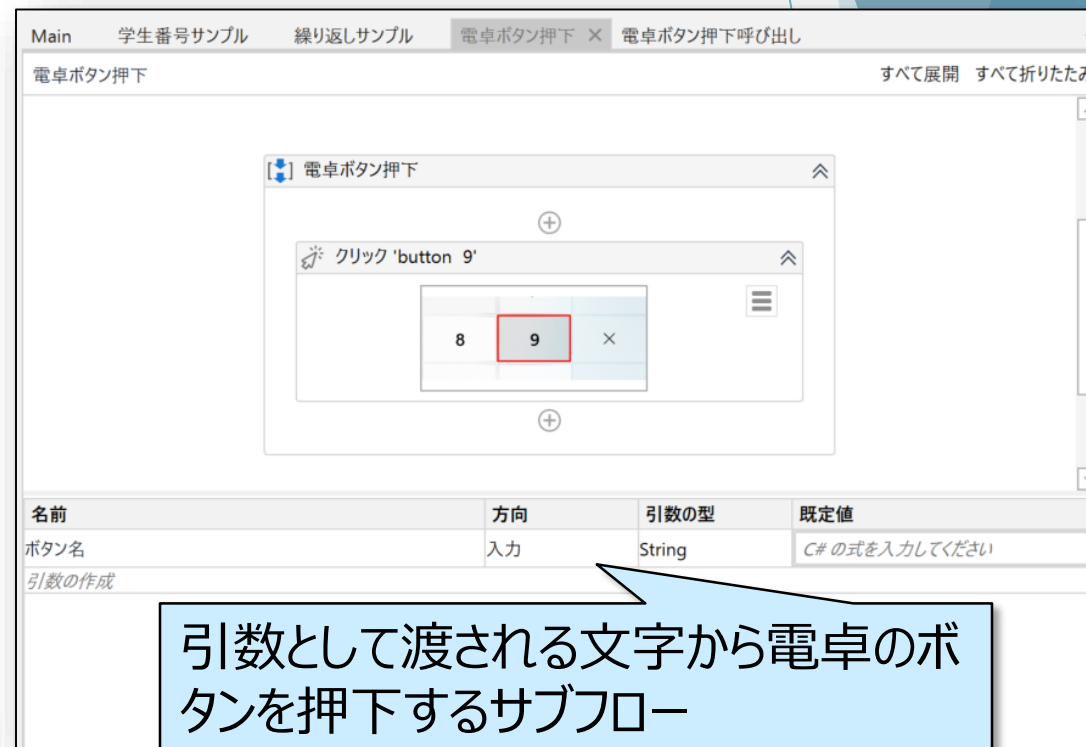 Main 学生番号サンプル 繰り返しサンプル 電卓ボタン押下 × 電卓ボタン押下呼び出し
電卓ボタン押下 すべて展開 すべて折りたたみ
電卓ボタン押下
クリック 'button 9'
8 9 ×
名前 方向 引数の型 既定値
ボタン名 入力 String C# の式を入力してください
引数の作成
引数として渡される文字から電卓のボ
タンを押下するサブフロー